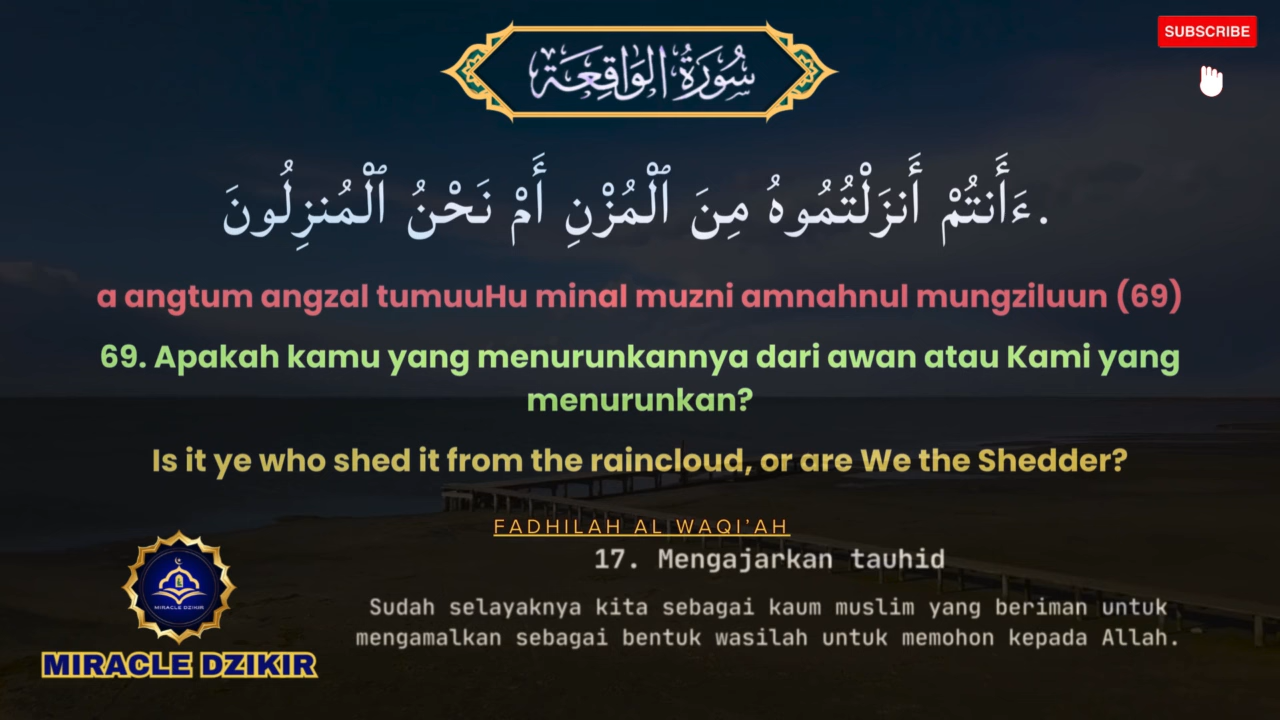 سُورَةُ الوَاقِعَة
SUBSCRIBE
ءَأَنتُمْ أَنزَلْتُمُوهُ مِنَ ٱلْمُزْنِ أَمْ نَحْنُ ٱلْمُنزِلُونَ.
a angtum angzal tumuuHu minal muzni amnahnul mungziluun (69)
69. Apakah kamu yang menurunkannya dari awan atau Kami yang
menurunkan?
Is it ye who shed it from the raincloud, or are We the Shedder?
FADHILAH AL WAQI'AH
17. Mengajarkan tauhid
Sudah selayaknya kita sebagai kaum muslim yang beriman untuk
mengamalkan sebagai bentuk wasilah untuk memohon kepada Allah.
MIRACLE DZIKIR
MIRACLE DZIKIR